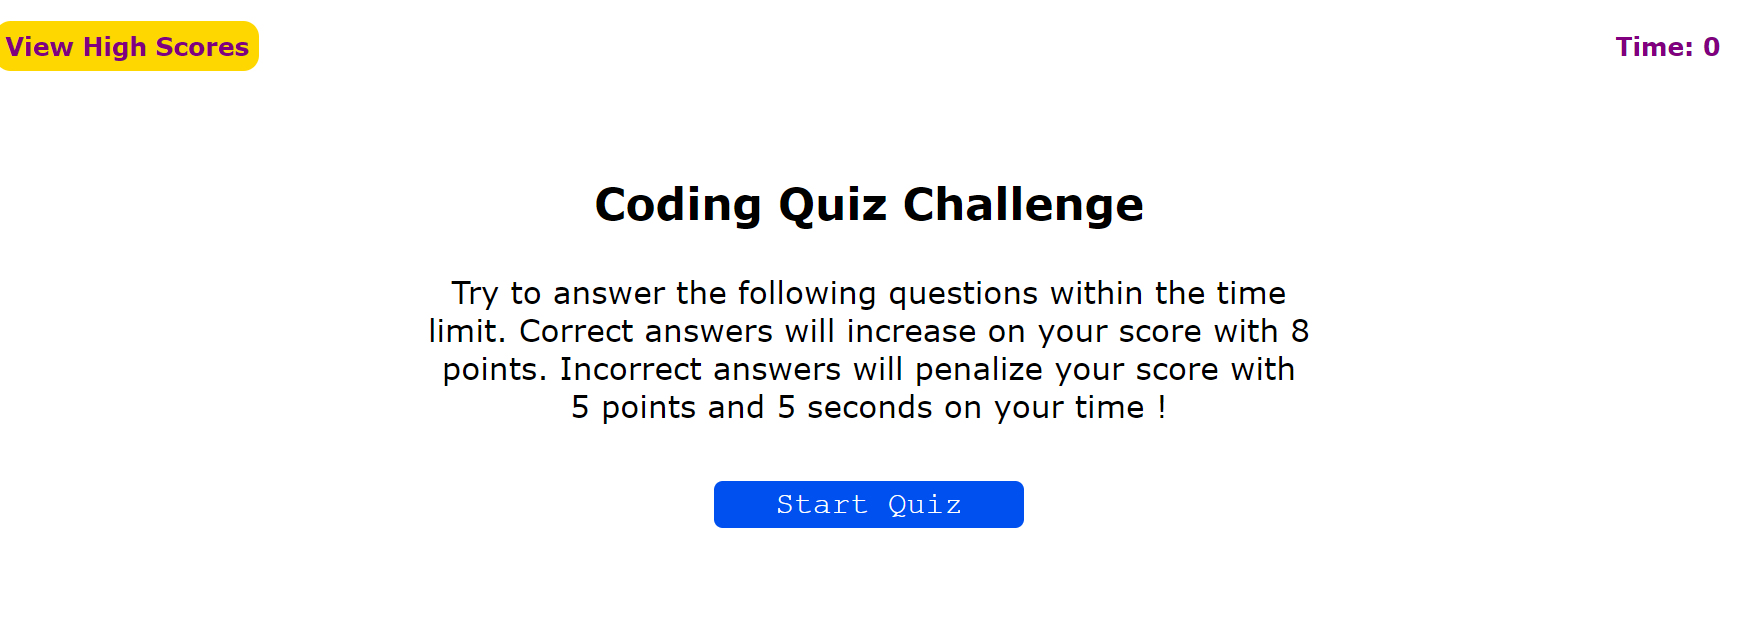 View High Scores
Time: 0
Coding Quiz Challenge
Try to answer the following questions within the time
limit. Correct answers will increase on your score with 8
points. Incorrect answers will penalize your score with
5 points and 5 seconds on your time !
Start Quiz